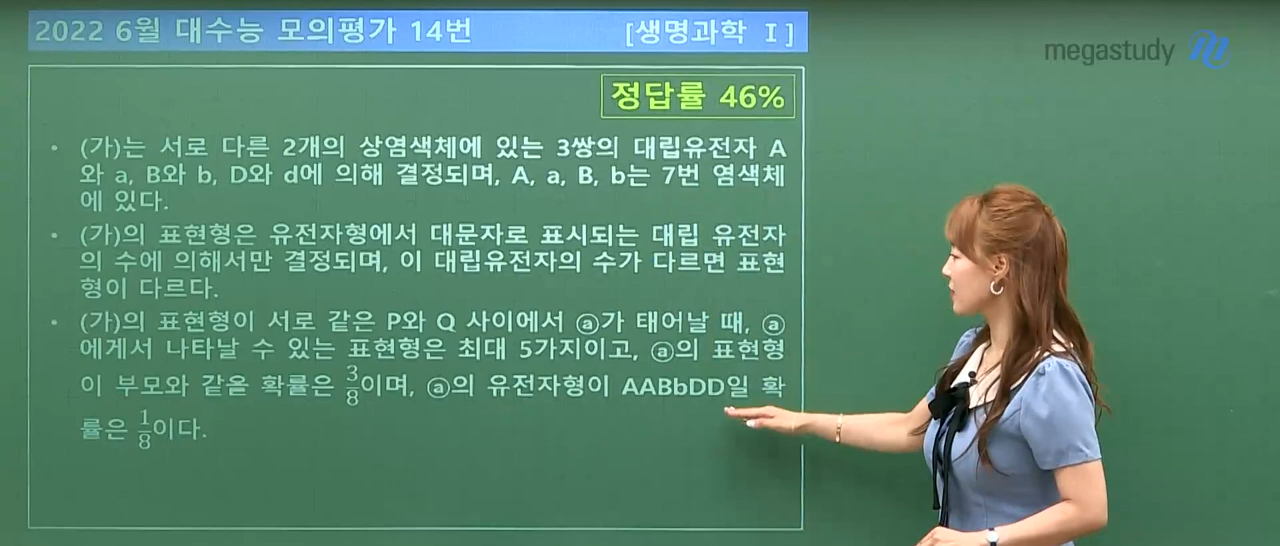 2022 6월 대수능 모의평가 14번 [생명과학 Ⅰ]
megastudy
정답률 46%
• (가)는 서로 다른 2개의 상염색체에 있는 3쌍의 대립유전자 A
와 a, B와 b, D와 d에 의해 결정되며, A, a, B, b는 7번 염색체
에 있다.
• (가)의 표현형은 유전자형에서 대문자로 표시되는 대립 유전자
의 수에 의해서만 결정되며, 이 대립유전자의 수가 다르면 표현
형이 다르다.
• (가)의 표현형이 서로 같은 P와 Q 사이에서 ⓐ가 태어날 때, ⓐ
에게서 나타날 수 있는 표현형은 최대 5가지이고, ⓐ의 표현형
이 부모와 같을 확률은 3/8이며, ⓐ의 유전자형이 AABbDD일 확
률은 1/8이다.